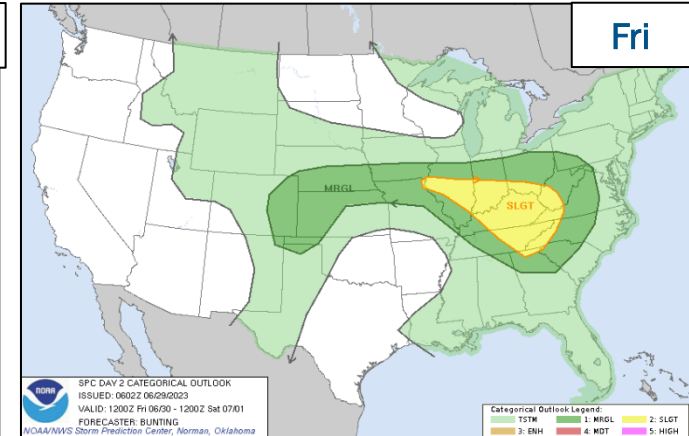 Fri
MRGL
SLGT
NOAA
SPC DAY 2 CATEGORICAL OUTLOOK
ISSUED: 0602Z 06/29/2023
VALID: 1200Z Fri 06/30 - 1200Z Sat 07/01
FORECASTER: BUNTING
NOAA/NWS Storm Prediction Center, Norman, Oklahoma
Categorical Outlook Legend:
TSTM 1: MRGL 2: SLGT
3: ENH 4: MDT 5: HIGH